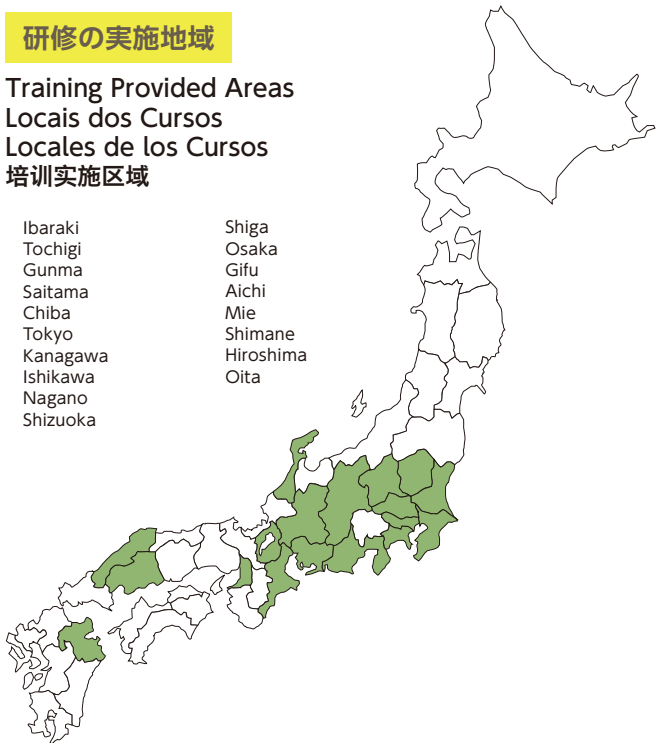 研修の実施地域
Training Provided Areas
Locais dos Cursos
Locales de los Cursos
培训实施区域
Ibaraki
Tochigi
Gunma
Saitama
Chiba
Tokyo
Kanagawa
Ishikawa
Nagano
Shizuoka
Shiga
Osaka
Gifu
Aichi
Mie
Shimane
Hiroshima
Oita